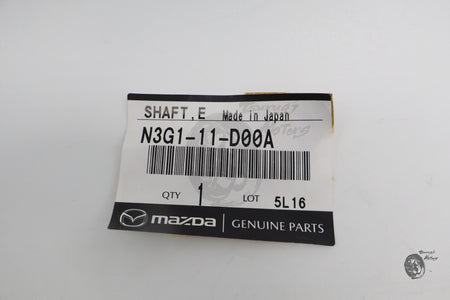 SHAFT,E Made in Japan
N3G1-11-D00A
QTY 1 LOT 5L16
mazda GENUINE PARTS